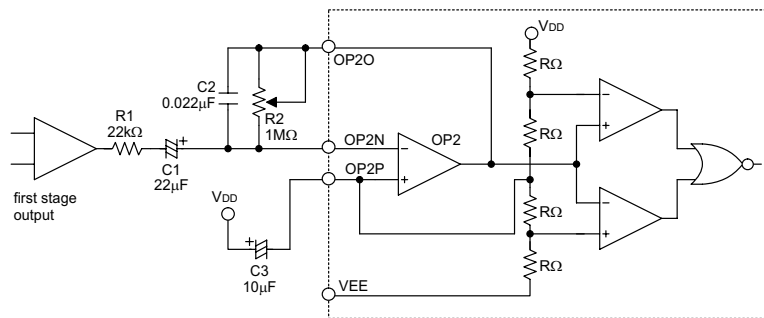 VDD
OP2O
RΩ
C2
0.022μF
R2
1MΩ
R1
22kΩ
RΩ
−
+
OP2N
OP2
−
+
OP2P
C1
22μF
+
first stage
output
VDD
RΩ
−
+
+
C3
10μF
RΩ
VEE